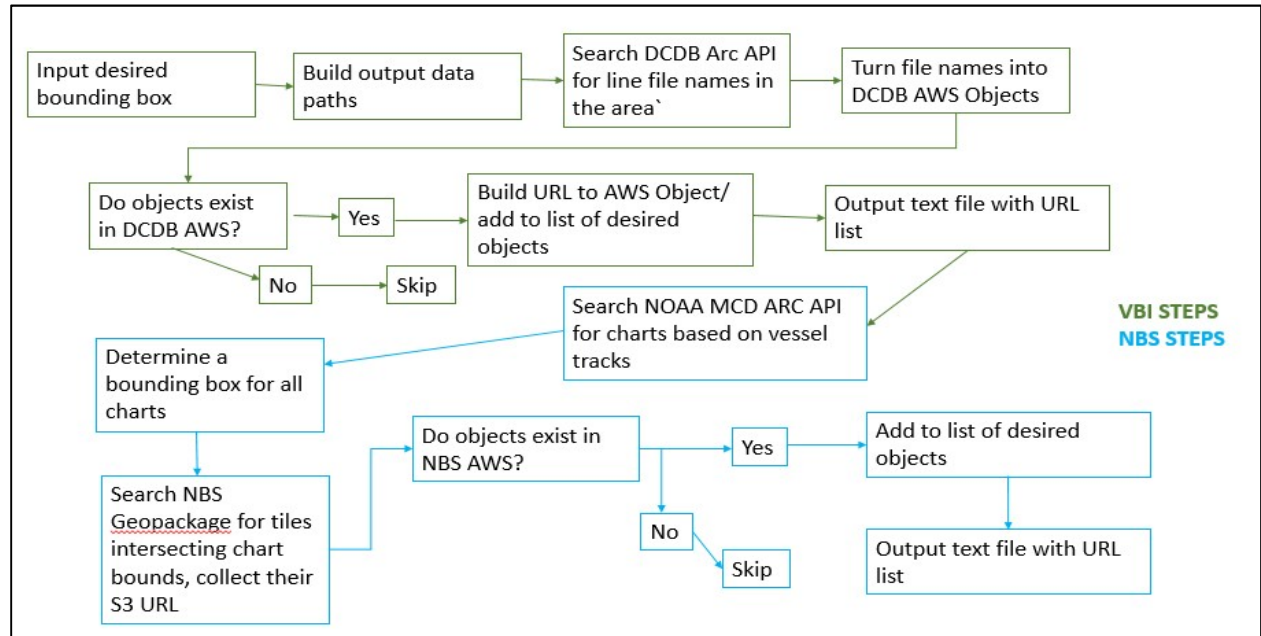 Input desired
bounding box
Build output data
paths
Search DCDB Arc API
for line file names in
the area`
Turn file names into
DCDB AWS Objects
Do objects exist
in DCDB AWS?
Yes
Build URL to AWS Object/
add to list of desired
objects
Output text file with URL
list
No
Skip
Search NOAA MCD ARC API
for charts based on vessel
tracks
VBI STEPS
NBS STEPS
Determine a
bounding box for all
charts
Search NBS
Geopackage for tiles
intersecting chart
bounds, collect their
S3 URL
Do objects exist in
NBS AWS?
Yes
Add to list of desired
objects
No
Skip
Output text file with URL
list